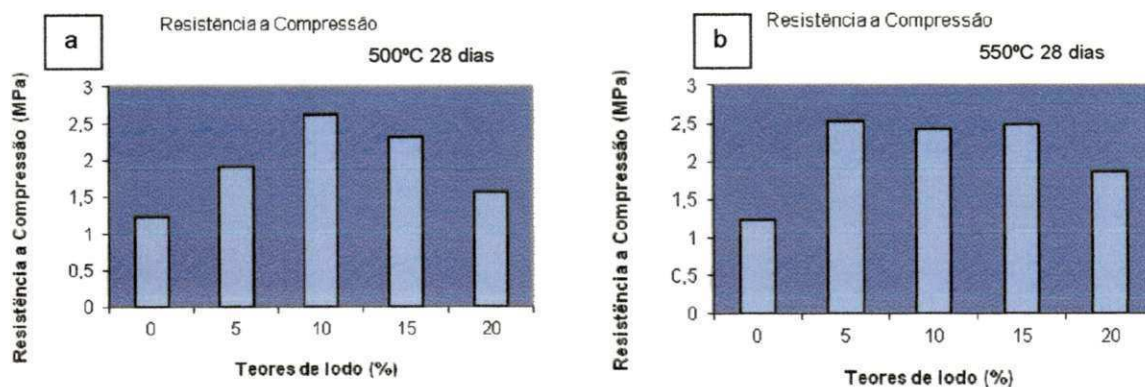 a
Resistência a Compressão
500ºC 28 dias
Resistência a Compressão (MPa)
3
2,5
2
1,5
1
0,5
0
0
5
10
15
20
Teores de lodo (%)
b
Resistência a Compressão
550ºC 28 dias
Resistência a Compressão (MPa)
3
2,5
2
1,5
1
C,5
0
0
5
10
15
20
Teores de lodo (%)